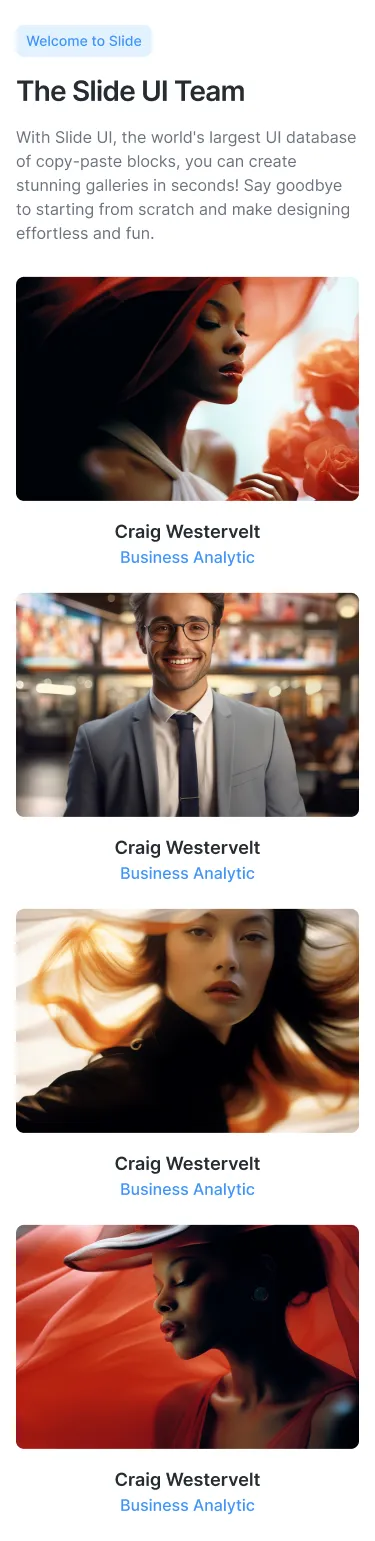 Welcome to Slide
The Slide UI Team
With Slide UI, the world's largest UI database
of copy-paste blocks, you can create
stunning galleries in seconds! Say goodbye
to starting from scratch and make designing
effortless and fun.
Craig Westervelt
Business Analytic
Craig Westervelt
Business Analytic
Craig Westervelt
Business Analytic
Craig Westervelt
Business Analytic